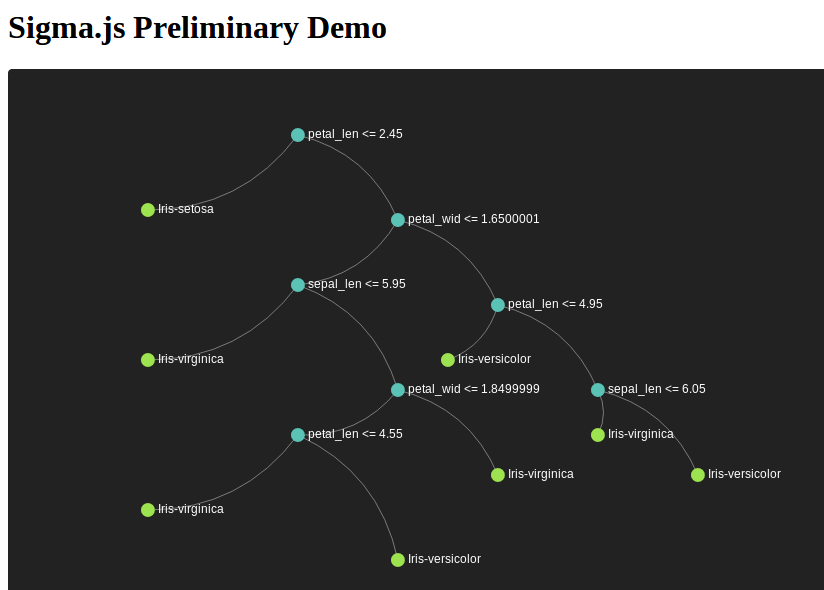 Sigma.js Preliminary Demo
petal_len <= 2.45
Iris-setosa
petal_wid <= 1.6500001
sepal_len <= 5.95
petal_len <= 4.95
Iris-virginica
Iris-versicolor
petal_wid <= 1.8499999
sepal_len <= 6.05
petal_len <= 4.55
Iris-virginica
Iris-virginica
Iris-versicolor
Iris-virginica
Iris-versicolor